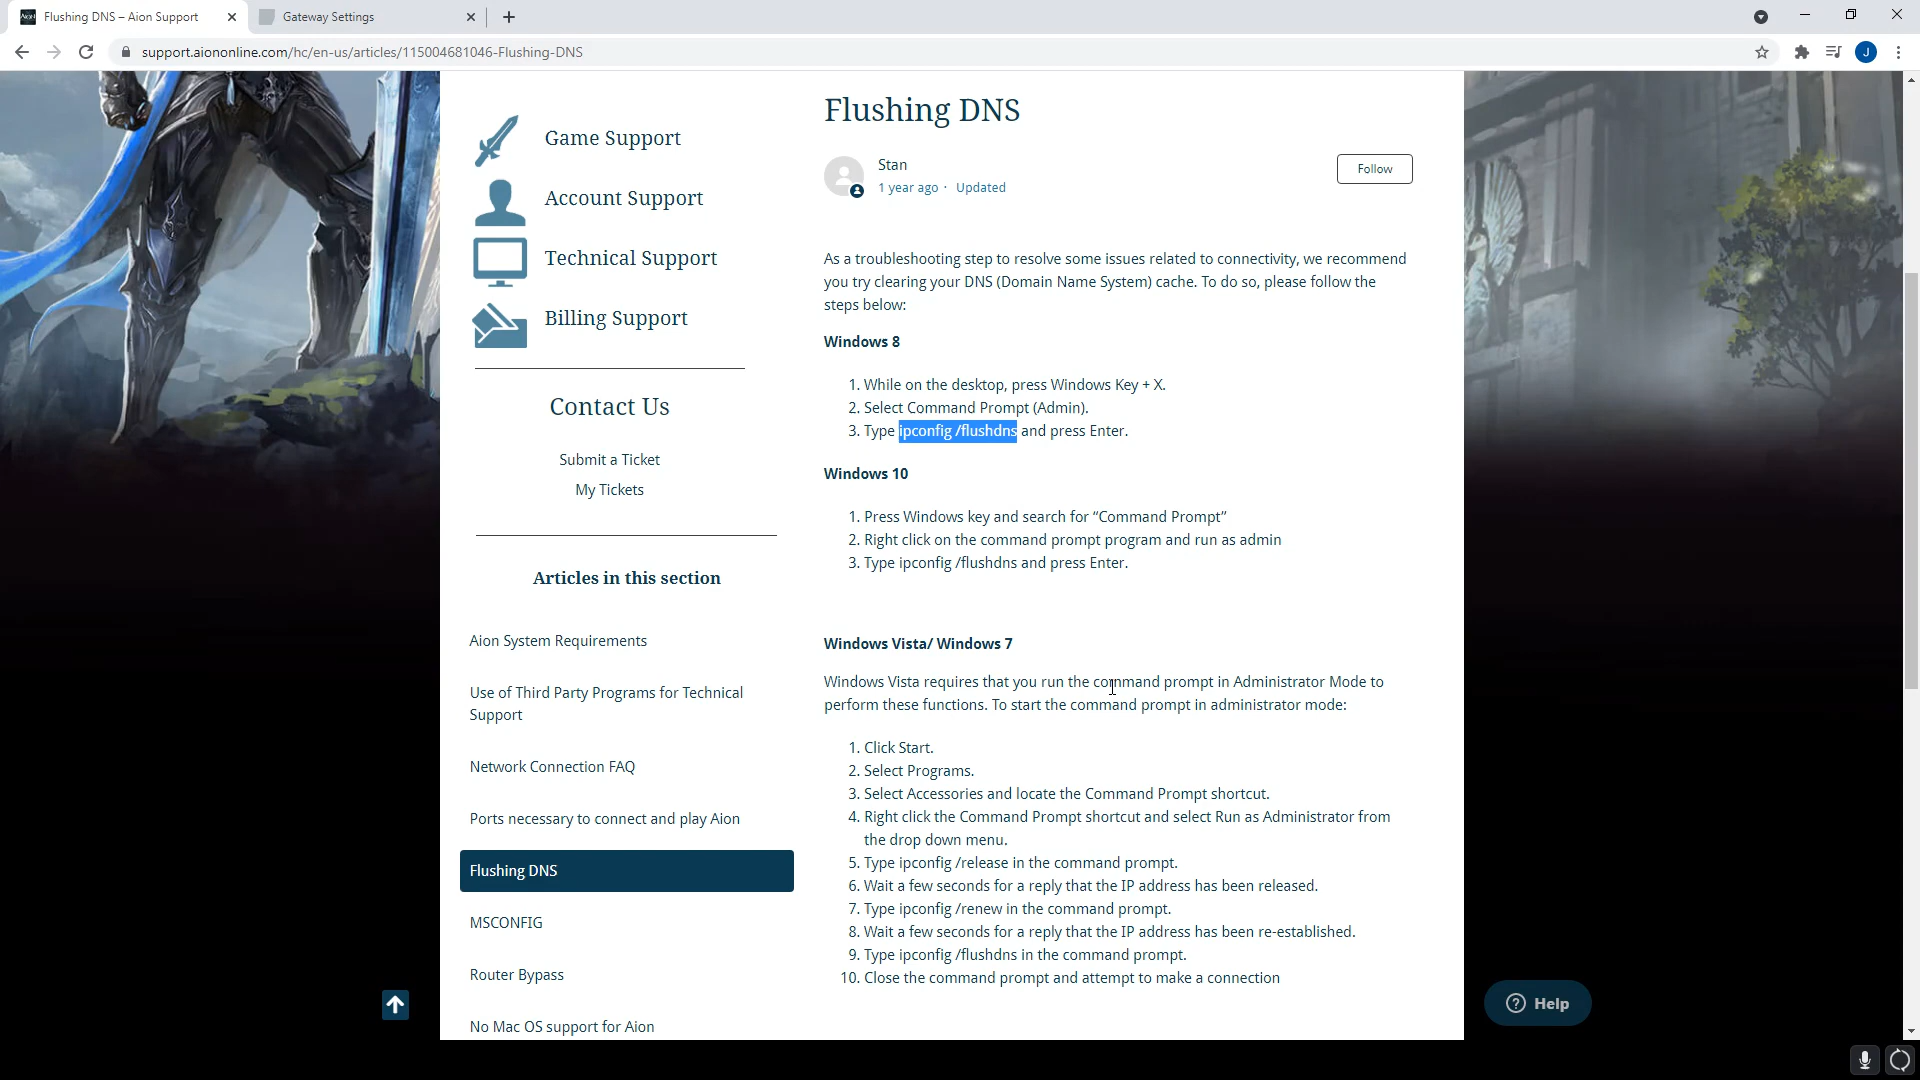 Flushing DNS – Aion Support
Gateway Settings
support.aiononline.com/hc/en-us/articles/115004681046-Flushing-DNS
J
Game Support
Account Support
Technical Support
Billing Support
Contact Us
Submit a Ticket
My Tickets
Articles in this section
Aion System Requirements
Use of Third Party Programs for Technical
Support
Network Connection FAQ
Ports necessary to connect and play Aion
Flushing DNS
MSCONFIG
Router Bypass
No Mac OS support for Aion
Flushing DNS
Stan
1 year ago · Updated
Follow
As a troubleshooting step to resolve some issues related to connectivity, we recommend
you try clearing your DNS (Domain Name System) cache. To do so, please follow the
steps below:
Windows 8
1. While on the desktop, press Windows Key + X.
2. Select Command Prompt (Admin).
3. Type ipconfig /flushdns and press Enter.
Windows 10
1. Press Windows key and search for “Command Prompt”
2. Right click on the command prompt program and run as admin
3. Type ipconfig /flushdns and press Enter.
Windows Vista/ Windows 7
Windows Vista requires that you run the command prompt in Administrator Mode to
perform these functions. To start the command prompt in administrator mode:
1. Click Start.
2. Select Programs.
3. Select Accessories and locate the Command Prompt shortcut.
4. Right click the Command Prompt shortcut and select Run as Administrator from
the drop down menu.
5. Type ipconfig /release in the command prompt.
6. Wait a few seconds for a reply that the IP address has been released.
7. Type ipconfig /renew in the command prompt.
8. Wait a few seconds for a reply that the IP address has been re-established.
9. Type ipconfig /flushdns in the command prompt.
10. Close the command prompt and attempt to make a connection
Help